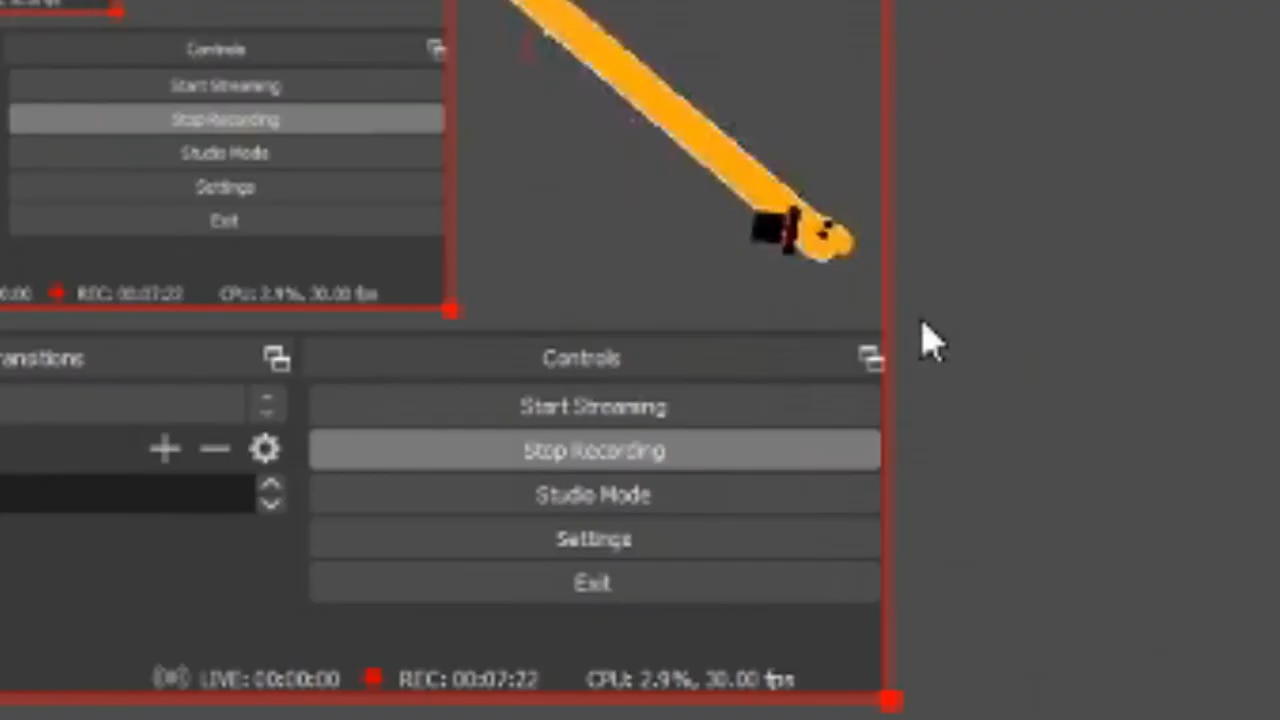 Controls
Start Streaming
Stop Recording
Studio Mode
Settings
Exit
REC: 00:07:22 CPU: 2.9%, 30.00 fps
ansitions
Controls
Start Streaming
Stop Recording
Studio Mode
Settings
Exit
LIVE: 00:00:00 REC: 00:07:22 CPU: 2.9%, 30.00 fps